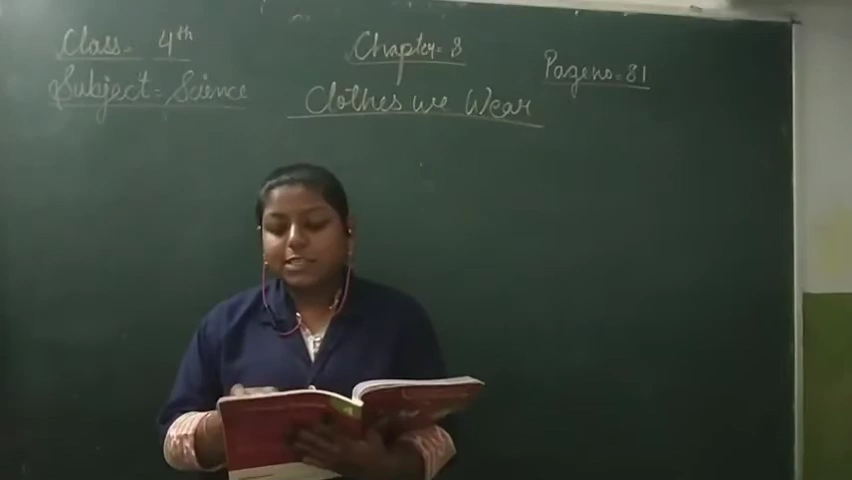 Class- 4th
Subject:- Science
Chapter- 8
Clothes we Wear
Pageno- 81